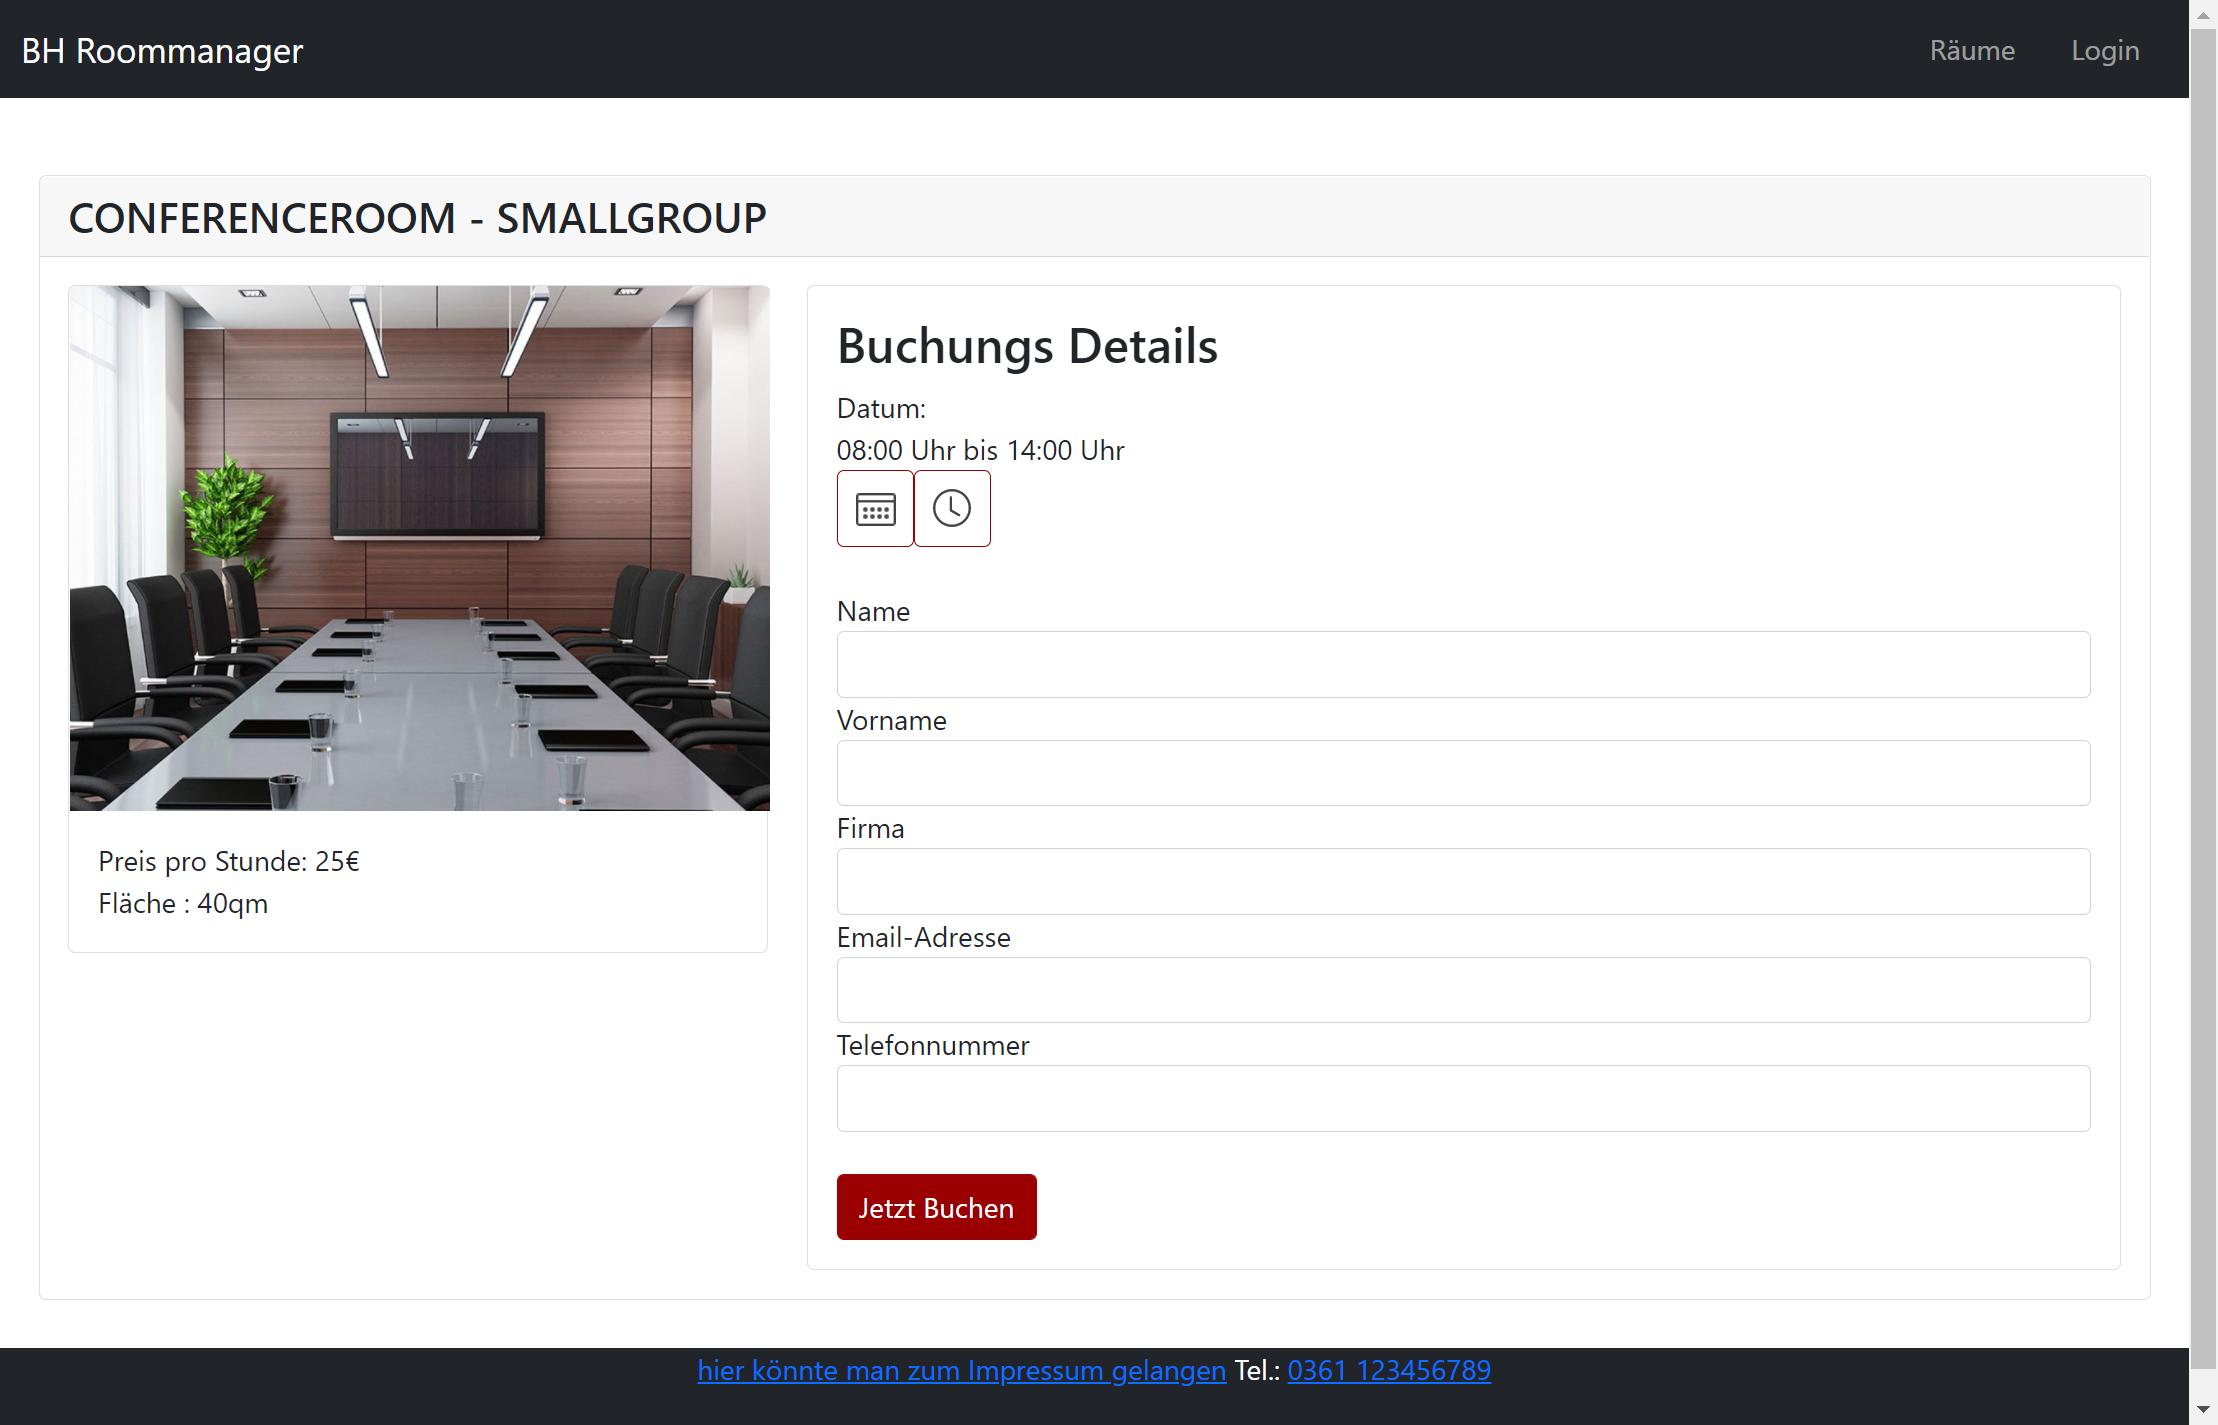 BH Roommanager
Räume
Login
CONFERENCEROOM - SMALLGROUP
Buchungs Details
Datum:
08:00 Uhr bis 14:00 Uhr
Name
Vorname
Firma
Email-Adresse
Telefonnummer
Jetzt Buchen
Preis pro Stunde: 25€
Fläche : 40qm
hier könnte man zum Impressum gelangen Tel.: 0361 123456789